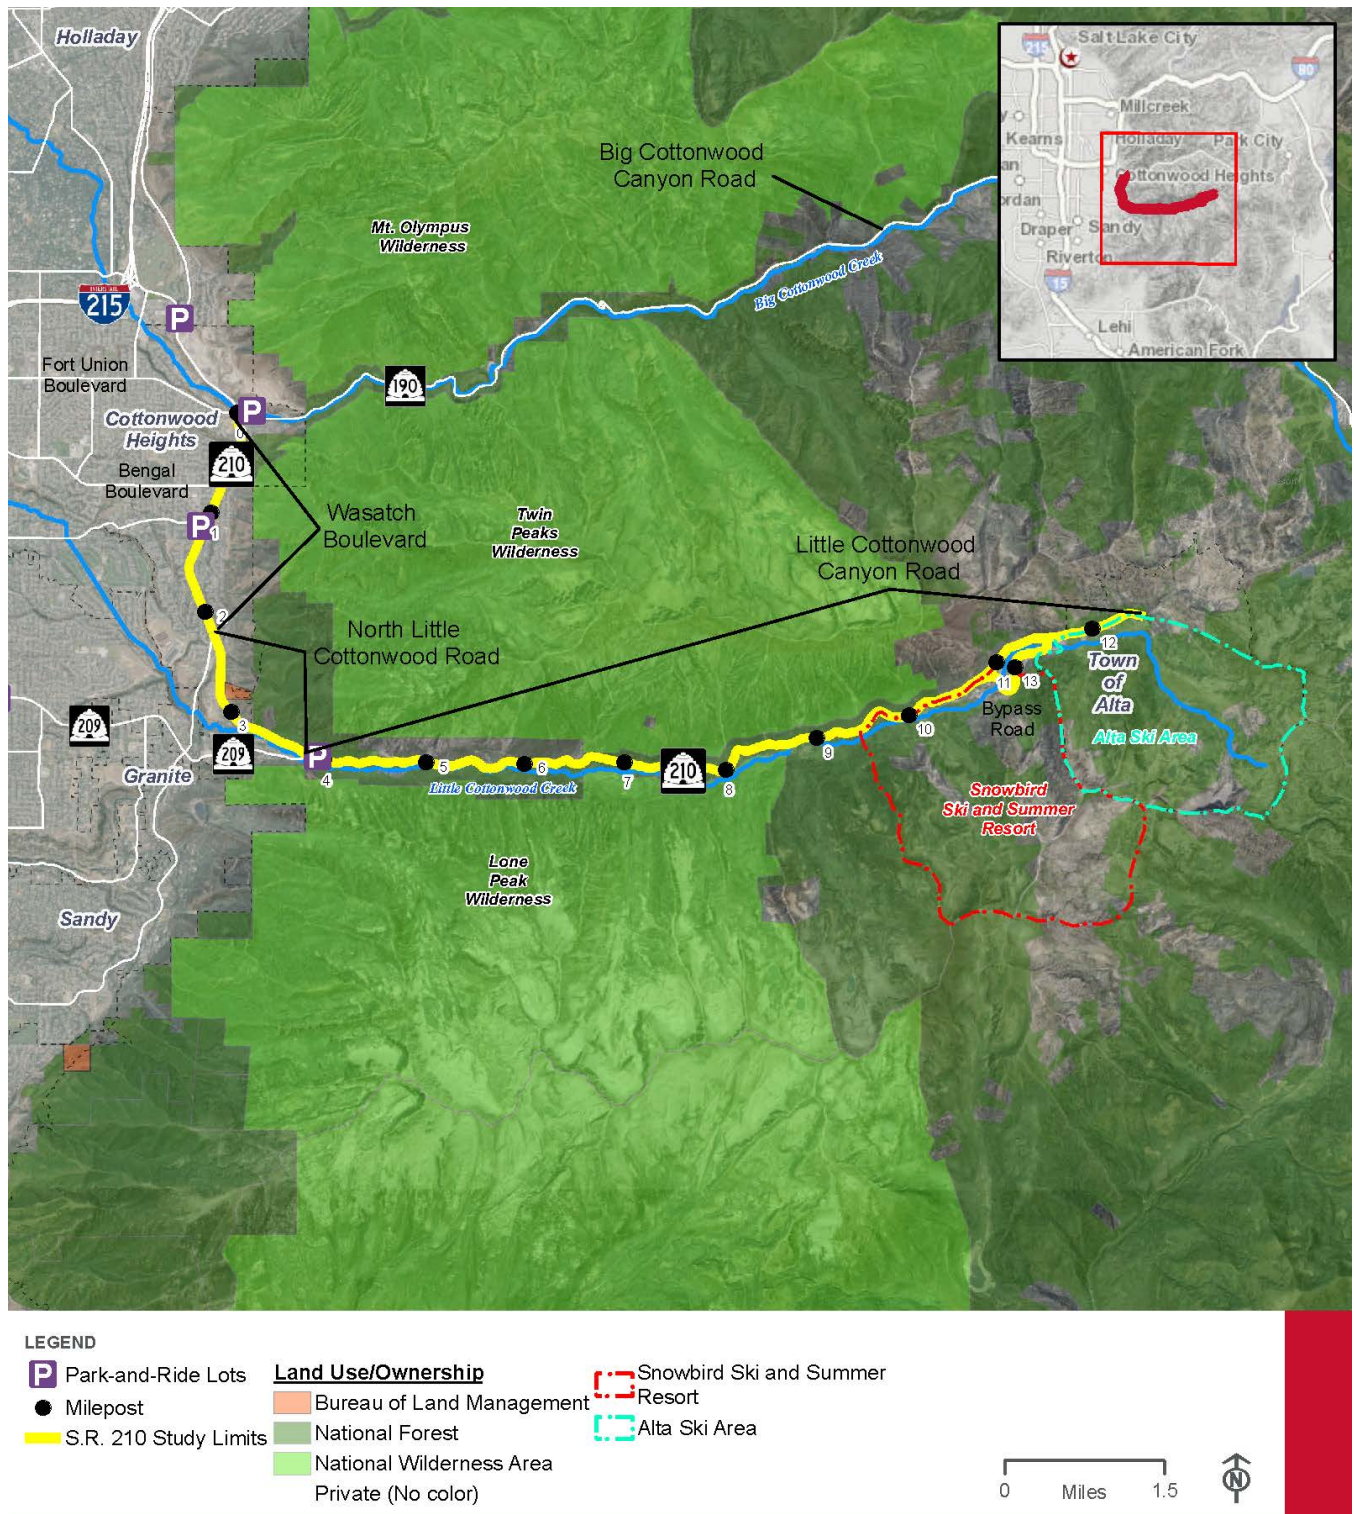 Holladay
Big Cottonwood
Canyon Road
Mt. Olympus
Wilderness
Big Cottonwood Creek
INTERSTATE
215
P
Fort Union
Boulevard
190
P
Cottonwood
Heights
0
210
Bengal
Boulevard
P
1
Wasatch
Boulevard
Twin
Peaks
Wilderness
Little Cottonwood
Canyon Road
2
North Little
Cottonwood Road
12
Town
of
Alta
11
13
Bypass
Road
Alta Ski Area
10
3
209
209
Granite
P
4
5
6
7
210
8
9
Little Cottonwood Creek
Snowbird
Ski and Summer
Resort
Lone
Peak
Wilderness
Sandy
215
Salt Lake City
80
Millcreek
Kearns
Holladay
Park City
Cottonwood Heights
Draper
Sandy
Riverton
15
Lehi
American Fork
LEGEND
P Park-and-Ride Lots
Milepost
S.R. 210 Study Limits
Land Use/Ownership
Bureau of Land Management
National Forest
National Wilderness Area
Private (No color)
Snowbird Ski and Summer
Resort
Alta Ski Area
0 Miles 1.5
N